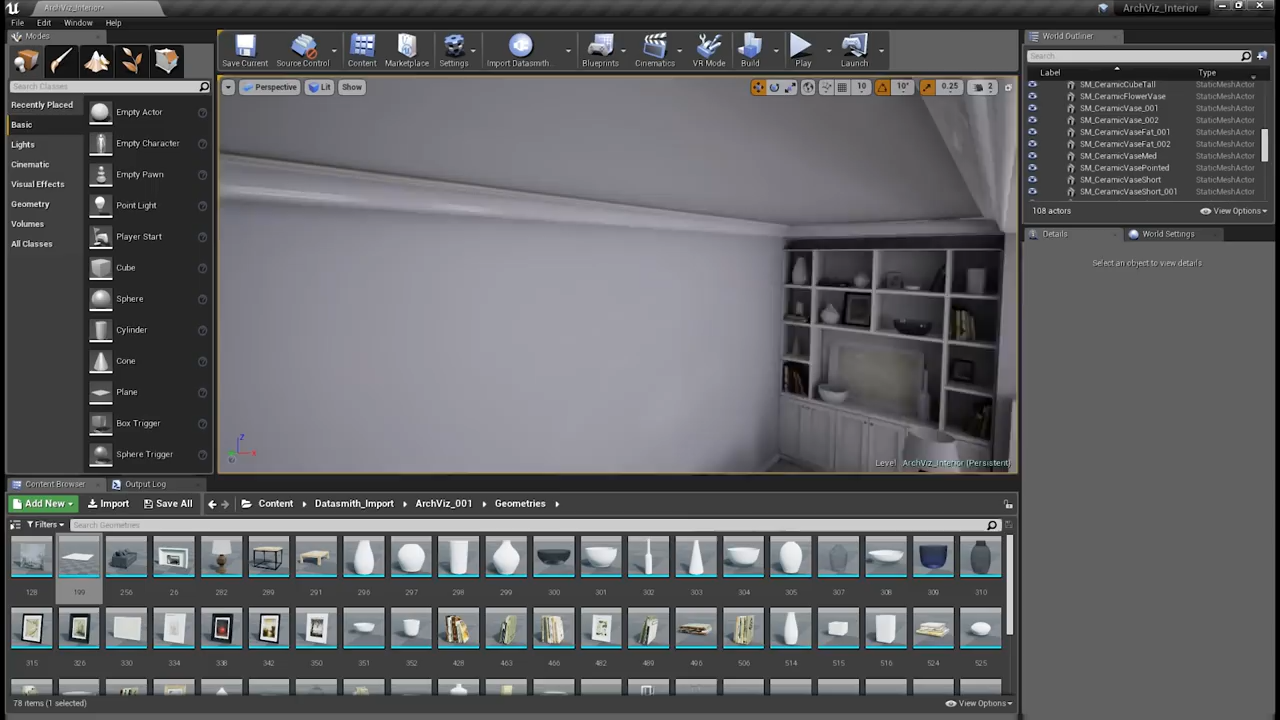 ArchViz_Interior*
ArchViz_Interior
File Edit Window Help
Modes
Search Classes
Recently Placed
Basic
Lights
Cinematic
Visual Effects
Geometry
Volumes
All Classes
Empty Actor
Empty Character
Empty Pawn
Point Light
Player Start
Cube
Sphere
Cylinder
Cone
Plane
Box Trigger
Sphere Trigger
Save Current Source Control Content Marketplace Settings Import Datasmith... Blueprints Cinematics VR Mode Build Play Launch
Perspective Lit Show 10 10° 0.25 2
Z
X
Level: ArchViz_Interior (Persistent)
World Outliner
Search
Label Type
SM_CeramicCubeTall StaticMeshActor
SM_CeramicFlowerVase StaticMeshActor
SM_CeramicVase_001 StaticMeshActor
SM_CeramicVase_002 StaticMeshActor
SM_CeramicVaseFat_001 StaticMeshActor
SM_CeramicVaseFat_002 StaticMeshActor
SM_CeramicVaseMed StaticMeshActor
SM_CeramicVasePointed StaticMeshActor
SM_CeramicVaseShort StaticMeshActor
SM_CeramicVaseShort_001 StaticMeshActor
108 actors View Options
Details World Settings
Select an object to view details
Content Browser Output Log
Add New Import Save All Content Datasmith_Import ArchViz_001 Geometries
Filters Search Geometries
128 199 256 26 282 289 291 296 297 298 299 300 301 302 303 304 305 307 308 309 310
315 326 330 334 338 342 350 351 352 428 463 466 482 489 496 506 514 515 516 524 525
78 items (1 selected) View Options